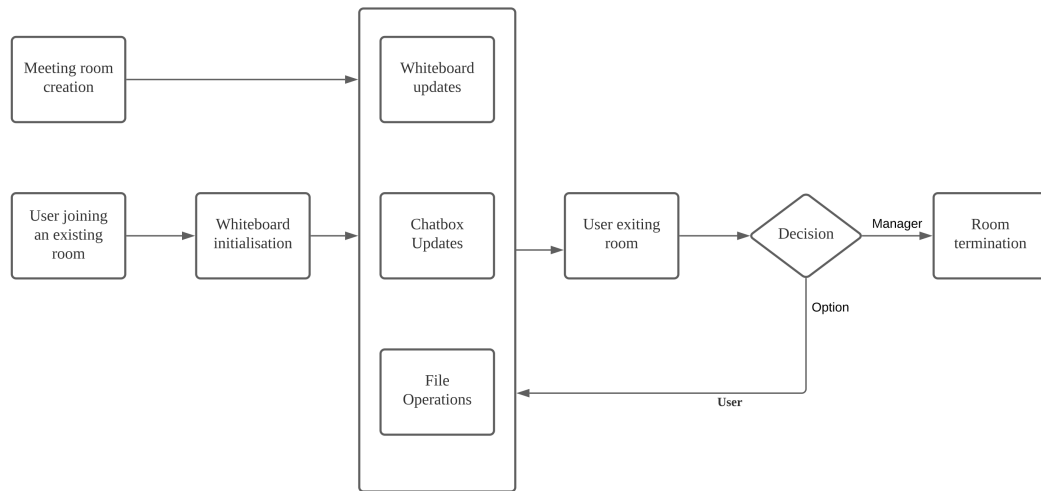 Meeting room
creation
Whiteboard
updates
User joining
an existing
room
Whiteboard
initialisation
Chatbox
Updates
User exiting
room
Decision
Manager
Room
termination
Option
File
Operations
User